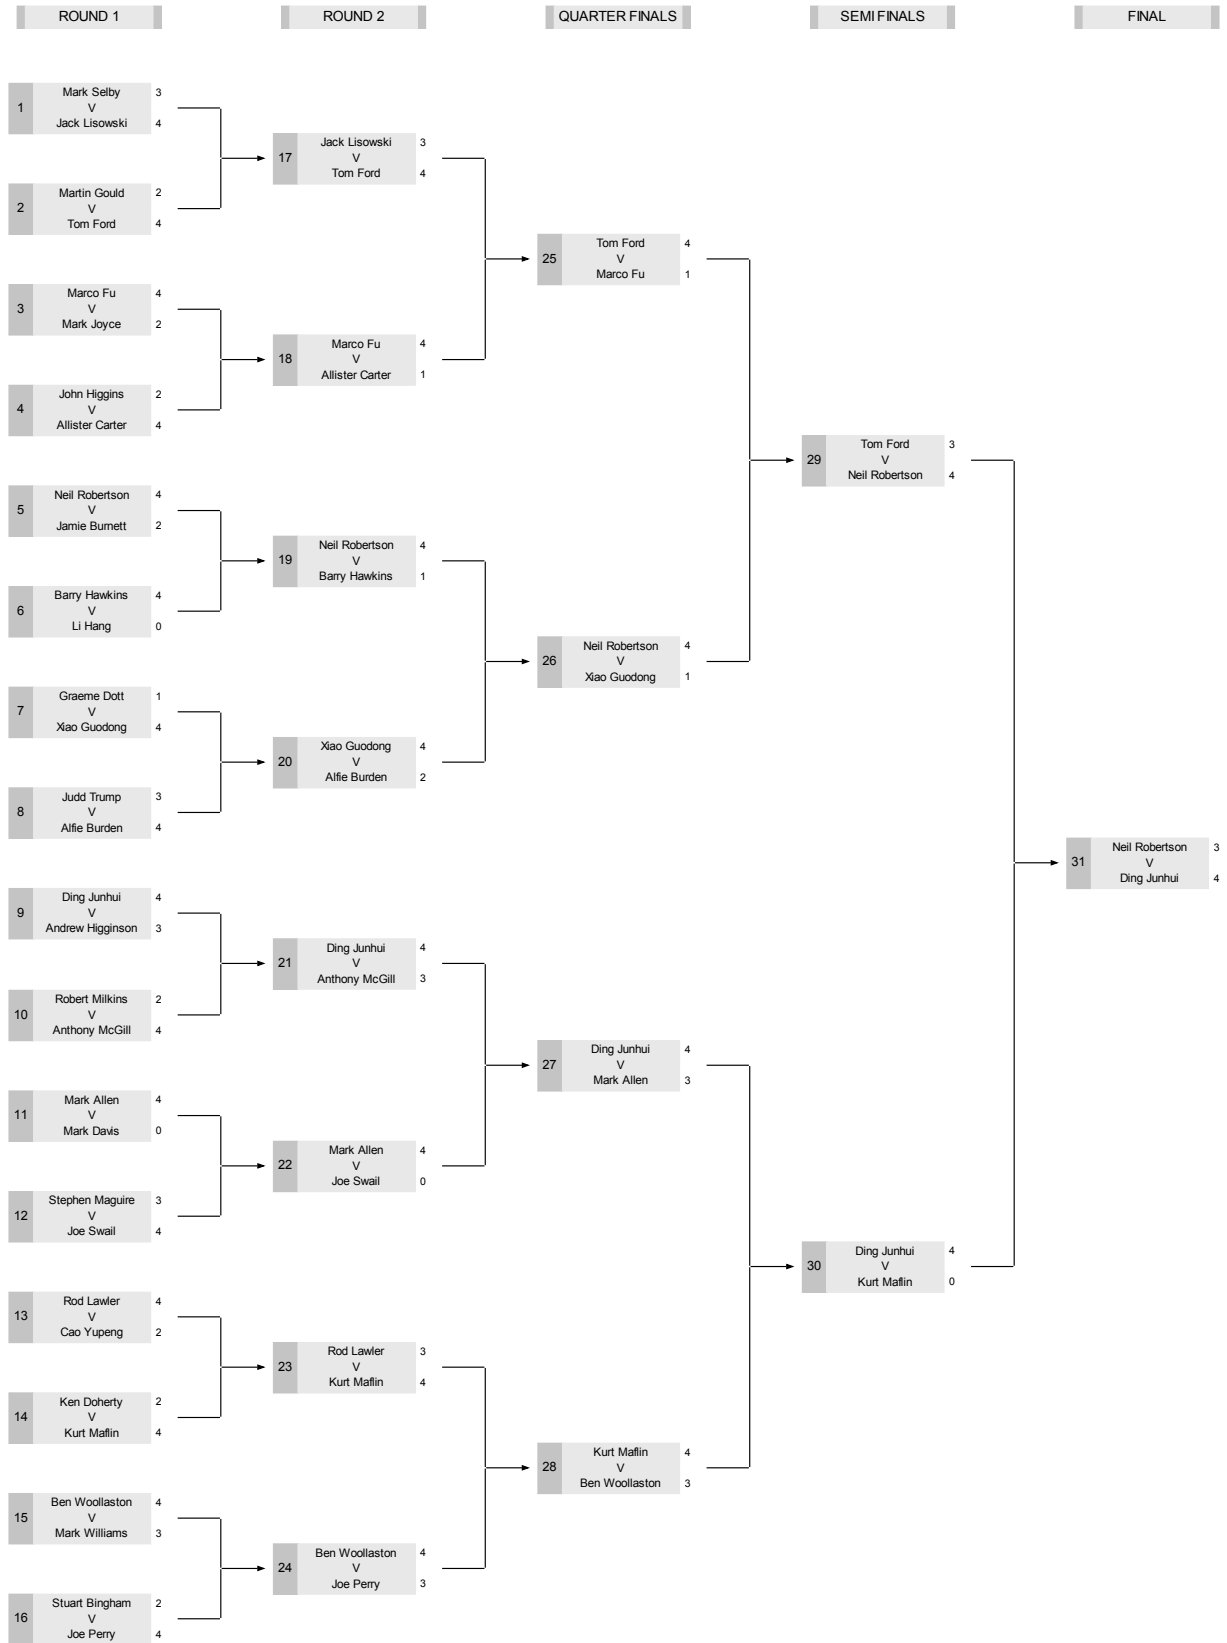 ROUND 1
ROUND 2
QUARTER FINALS
SEMI FINALS
FINAL
1
Mark Selby 3
V
Jack Lisowski 4
2
Martin Gould 2
V
Tom Ford 4
3
Marco Fu 4
V
Mark Joyce 2
4
John Higgins 2
V
Allister Carter 4
5
Neil Robertson 4
V
Jamie Burnett 2
6
Barry Hawkins 4
V
Li Hang 0
7
Graeme Dott 1
V
Xiao Guodong 4
8
Judd Trump 3
V
Alfie Burden 4
9
Ding Junhui 4
V
Andrew Higginson 3
10
Robert Milkins 2
V
Anthony McGill 4
11
Mark Allen 4
V
Mark Davis 0
12
Stephen Maguire 3
V
Joe Swail 4
13
Rod Lawler 4
V
Cao Yupeng 2
14
Ken Doherty 2
V
Kurt Maflin 4
15
Ben Woollaston 4
V
Mark Williams 3
16
Stuart Bingham 2
V
Joe Perry 4
17
Jack Lisowski 3
V
Tom Ford 4
18
Marco Fu 4
V
Allister Carter 1
19
Neil Robertson 4
V
Barry Hawkins 1
20
Xiao Guodong 4
V
Alfie Burden 2
21
Ding Junhui 4
V
Anthony McGill 3
22
Mark Allen 4
V
Joe Swail 0
23
Rod Lawler 3
V
Kurt Maflin 4
24
Ben Woollaston 4
V
Joe Perry 3
25
Tom Ford 4
V
Marco Fu 1
26
Neil Robertson 4
V
Xiao Guodong 1
27
Ding Junhui 4
V
Mark Allen 3
28
Kurt Maflin 4
V
Ben Woollaston 3
29
Tom Ford 3
V
Neil Robertson 4
30
Ding Junhui 4
V
Kurt Maflin 0
31
Neil Robertson 3
V
Ding Junhui 4